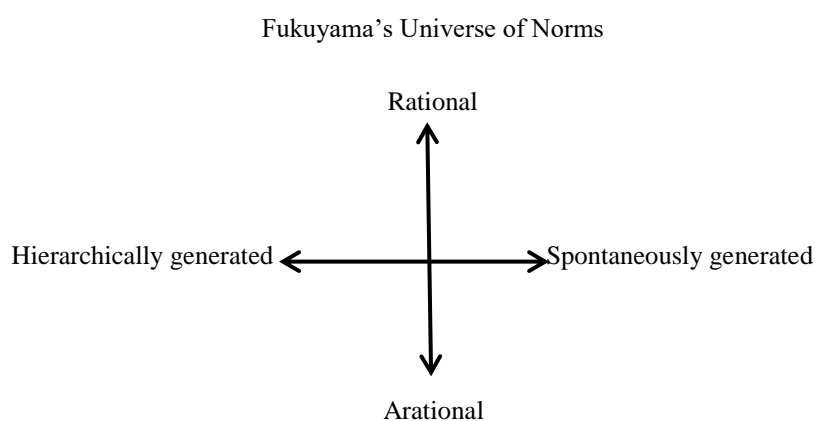 Fukuyama’s Universe of Norms
Rational
Hierarchically generated
Spontaneously generated
Arational